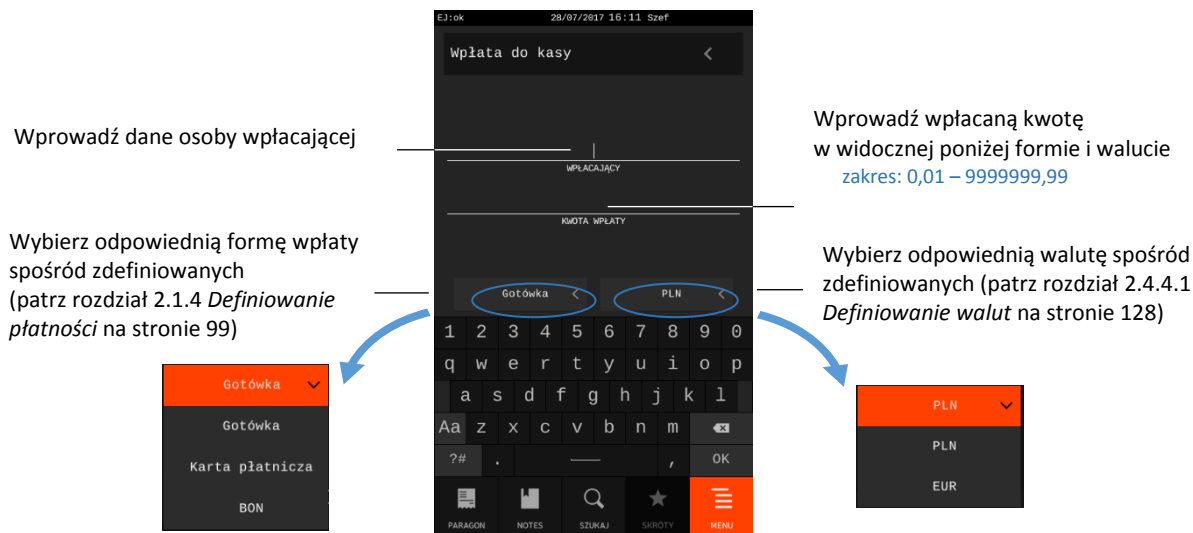 EJ:ok 28/07/2017 16:11 Szef
Wpłata do kasy
Wprowadź dane osoby wpłacającej
WPŁACAJĄCY
Wprowadź wpłacaną kwotę
w widocznej poniżej formie i walucie
zakres: 0,01 – 9999999,99
KWOTA WPŁATY
Wybierz odpowiednią formę wpłaty
spośród zdefiniowanych
(patrz rozdział 2.1.4 Definiowanie
płatności na stronie 99)
Wybierz odpowiednią walutę spośród
zdefiniowanych (patrz rozdział 2.4.4.1
Definiowanie walut na stronie 128)
Gotówka PLN
1 2 3 4 5 6 7 8 9 0
q w e r t y u i o p
a s d f g h j k l
Aa z x c v b n m
?# . , OK
PARAGON NOTES SZUKAJ SKRÓTY MENU
Gotówka
Gotówka
Karta płatnicza
BON
PLN
PLN
EUR